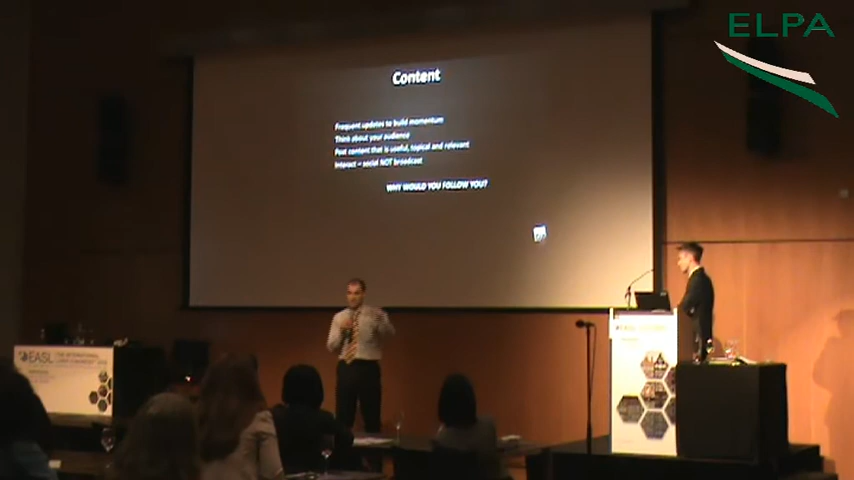 ELPA
Content
Frequent updates to build momentum
Think about your audience
Post content that is useful, topical and relevant
Interact – social NOT broadcast
WHY WOULD YOU FOLLOW YOU?
EASL